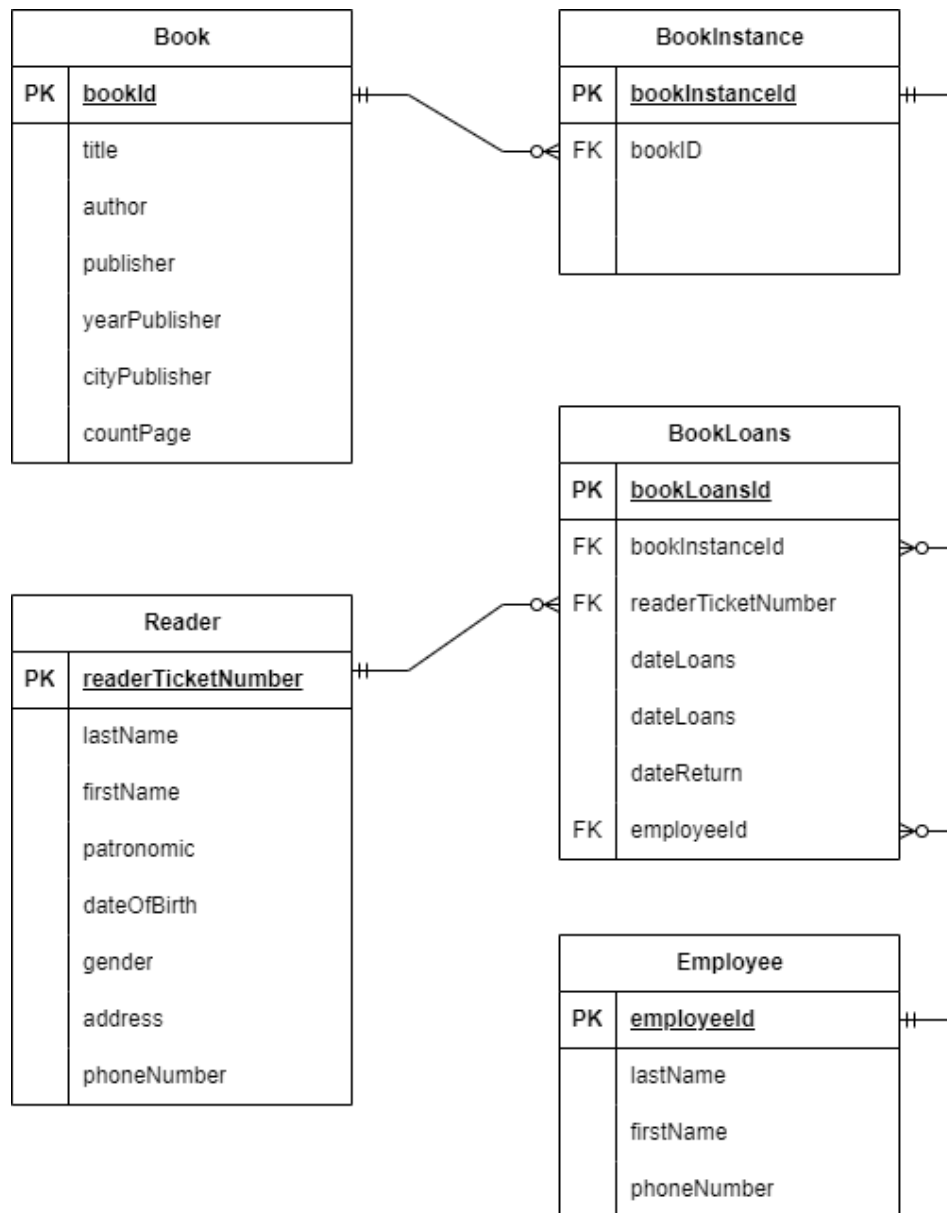 Book
PK bookId
title
author
publisher
yearPublisher
cityPublisher
countPage
BookInstance
PK bookInstanceId
FK bookID
BookLoans
PK bookLoansId
FK bookInstanceId
FK readerTicketNumber
dateLoans
dateLoans
dateReturn
FK employeeId
Reader
PK readerTicketNumber
lastName
firstName
patronomic
dateOfBirth
gender
address
phoneNumber
Employee
PK employeeId
lastName
firstName
phoneNumber